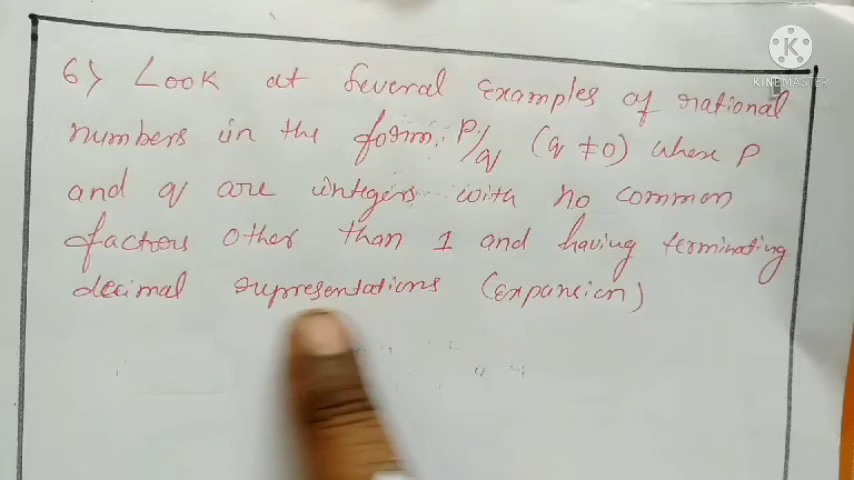 K
KINEMASTER
6) Look at Several examples of rational
numbers in the form, P/q (q ≠ 0) where P
and q are integers with no common
factors other than 1 and having terminating
decimal representations (expansion)